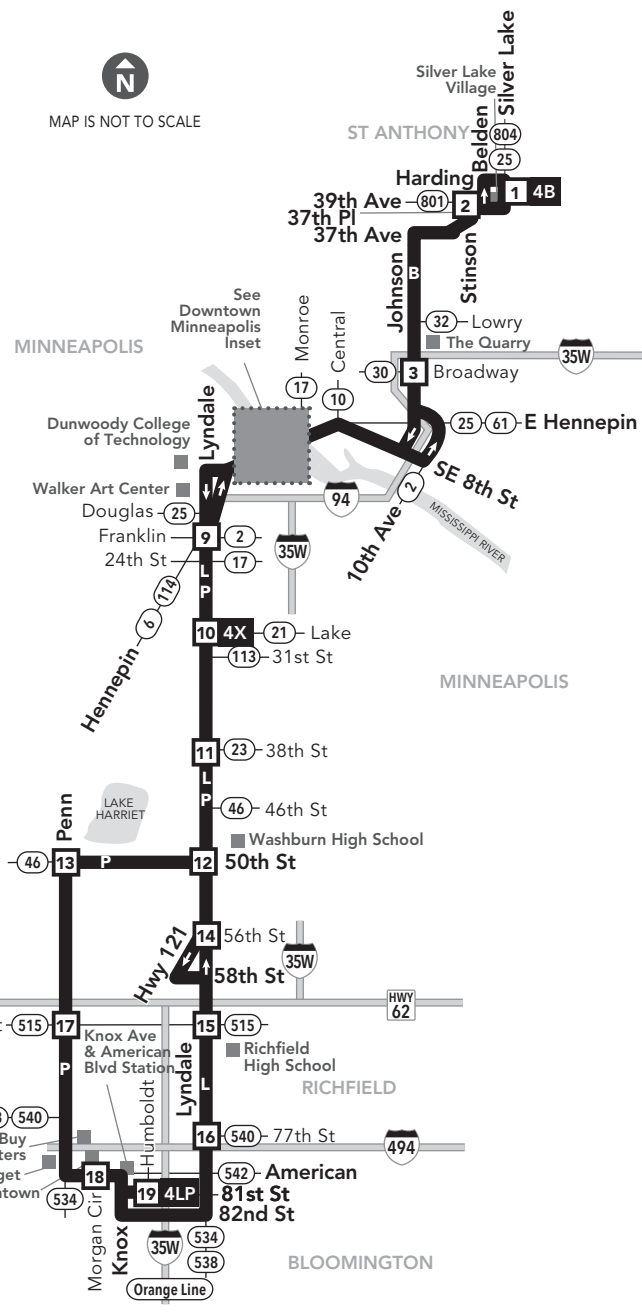 N
MAP IS NOT TO SCALE
Silver Lake
Village
Silver Lake
Belden
ST ANTHONY
804
25
Harding
1 4B
39th Ave 801 2
37th Pl
37th Ave
Johnson
B
Stinson
See
Downtown
Minneapolis
Inset
Monroe
Central
32 Lowry
The Quarry
MINNEAPOLIS
35W
17
30 3 Broadway
10
Lyndale
Dunwoody College
of Technology
25 61 E Hennepin
SE 8th St
Walker Art Center
Douglas 25
94
2
10th Ave
MISSISSIPPI RIVER
Franklin 9 2
24th St 17
35W
L
P
114
6
Hennepin
10 4X 21 Lake
113 31st St
MINNEAPOLIS
11 23 38th St
L
P
46 46th St
LAKE
HARRIET
Penn
Washburn High School
46 13 P 12 50th St
14 56th St
Hwy 121
35W
58th St
HWY
62
515 17 15 515
Knox Ave
& American
Blvd Station
Richfield
High School
P
Lyndale
L
RICHFIELD
Humboldt
540
16 540 77th St
Buy
494
18
542 American
19 4LP 81st St
534
82nd St
Morgan Cir
Knox
35W
534
538
BLOOMINGTON
Orange Line